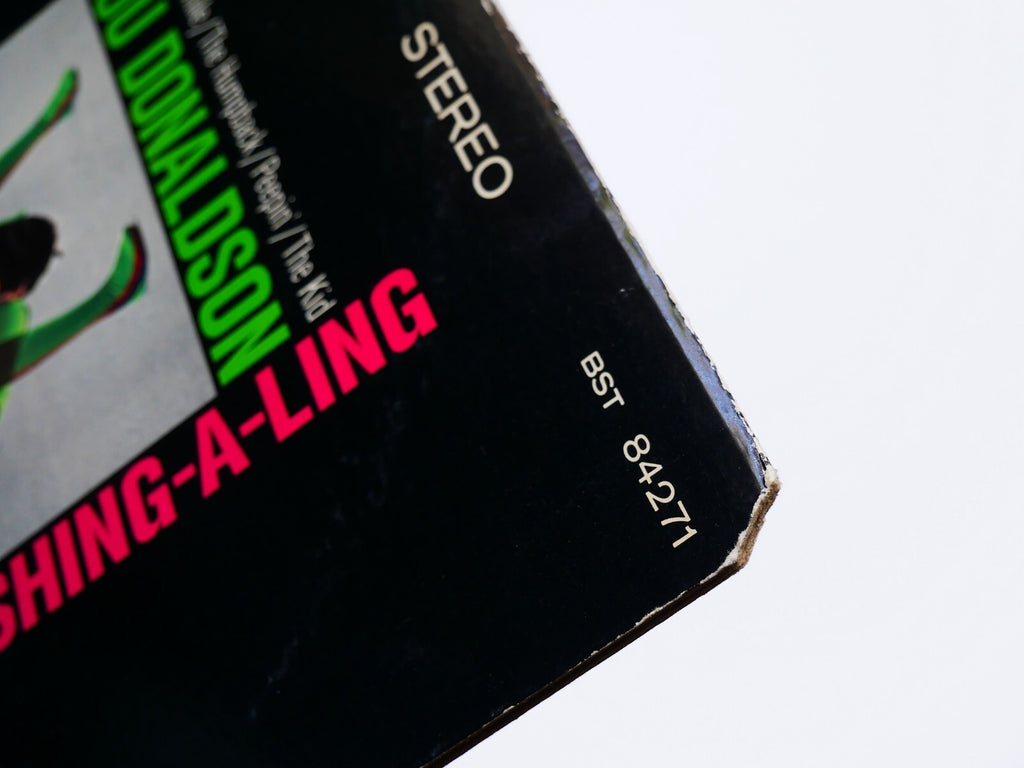 STEREO
/The Humpback/Peepin'/The Kid
DONALDSON
SHING-A-LING
BST 84271